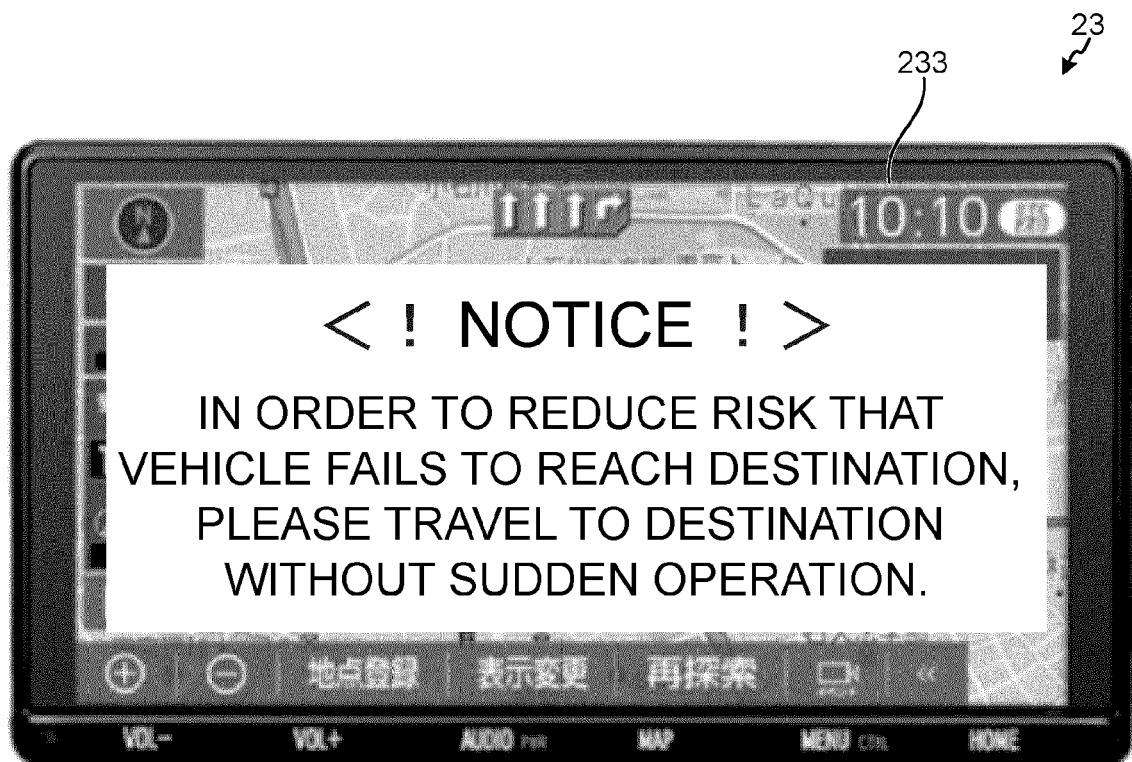 23
233
10:10
< ! NOTICE ! >
IN ORDER TO REDUCE RISK THAT
VEHICLE FAILS TO REACH DESTINATION,
PLEASE TRAVEL TO DESTINATION
WITHOUT SUDDEN OPERATION.
地点登録 表示変更 再探索 «
VOL- VOL+ AUDIO PWR MAP MENU CTRL HOME